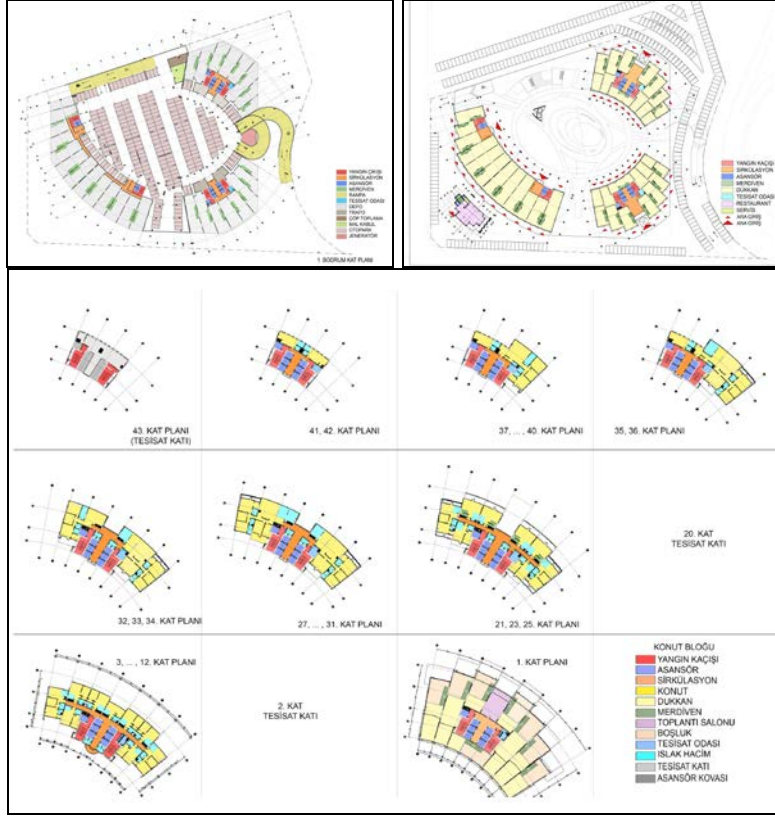 YANGIN ÇIKIŞI
SİRKÜLASYON
ASANSÖR
MERDİVEN
RAMPA
TESİSAT ODASI
DEPO
TRAFO
ÇÖP TOPLAMA
MAL KABUL
OTOPARK
JENERATÖR
1. BODRUM KAT PLANI
YANGIN KAÇIŞI
SİRKÜLASYON
ASANSÖR
MERDİVEN
DUKKAN
TESİSAT ODASI
RESTAURANT
SERVİS
ARA GİRİŞ
ANA GİRİŞ
43. KAT PLANI
(TESİSAT KATI)
41, 42. KAT PLANI
37, ... , 40. KAT PLANI
35, 36. KAT PLANI
32, 33, 34. KAT PLANI
27, ... , 31. KAT PLANI
21, 23, 25. KAT PLANI
20. KAT
TESİSAT KATI
3, ... , 12. KAT PLANI
2. KAT
TESİSAT KATI
1. KAT PLANI
KONUT BLOĞU
YANGIN KAÇIŞI
ASANSÖR
SİRKÜLASYON
KONUT
DUKKAN
MERDİVEN
TOPLANTI SALONU
BOŞLUK
TESİSAT ODASI
ISLAK HACİM
TESİSAT KATI
ASANSÖR KOVASI